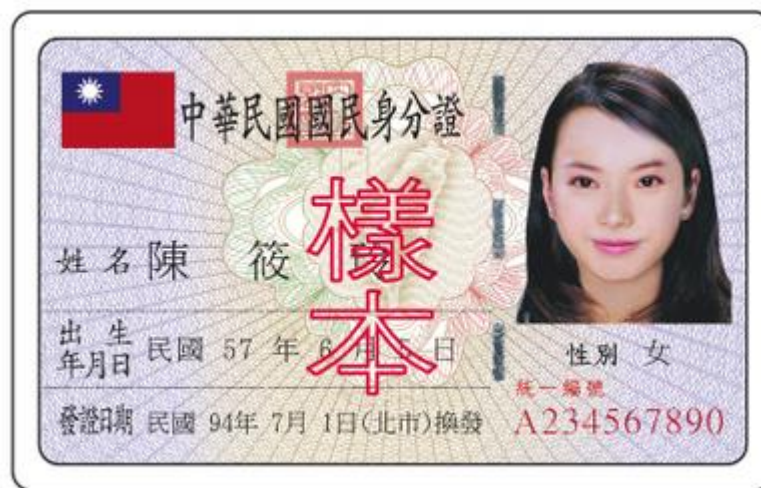 中華民國國民身分證
樣本
姓名 陳 筱
出生年月日 民國 57 年 6 月 5 日
性別 女
發證日期 民國 94年 7月 1日(北市)換發
統一編號
A234567890